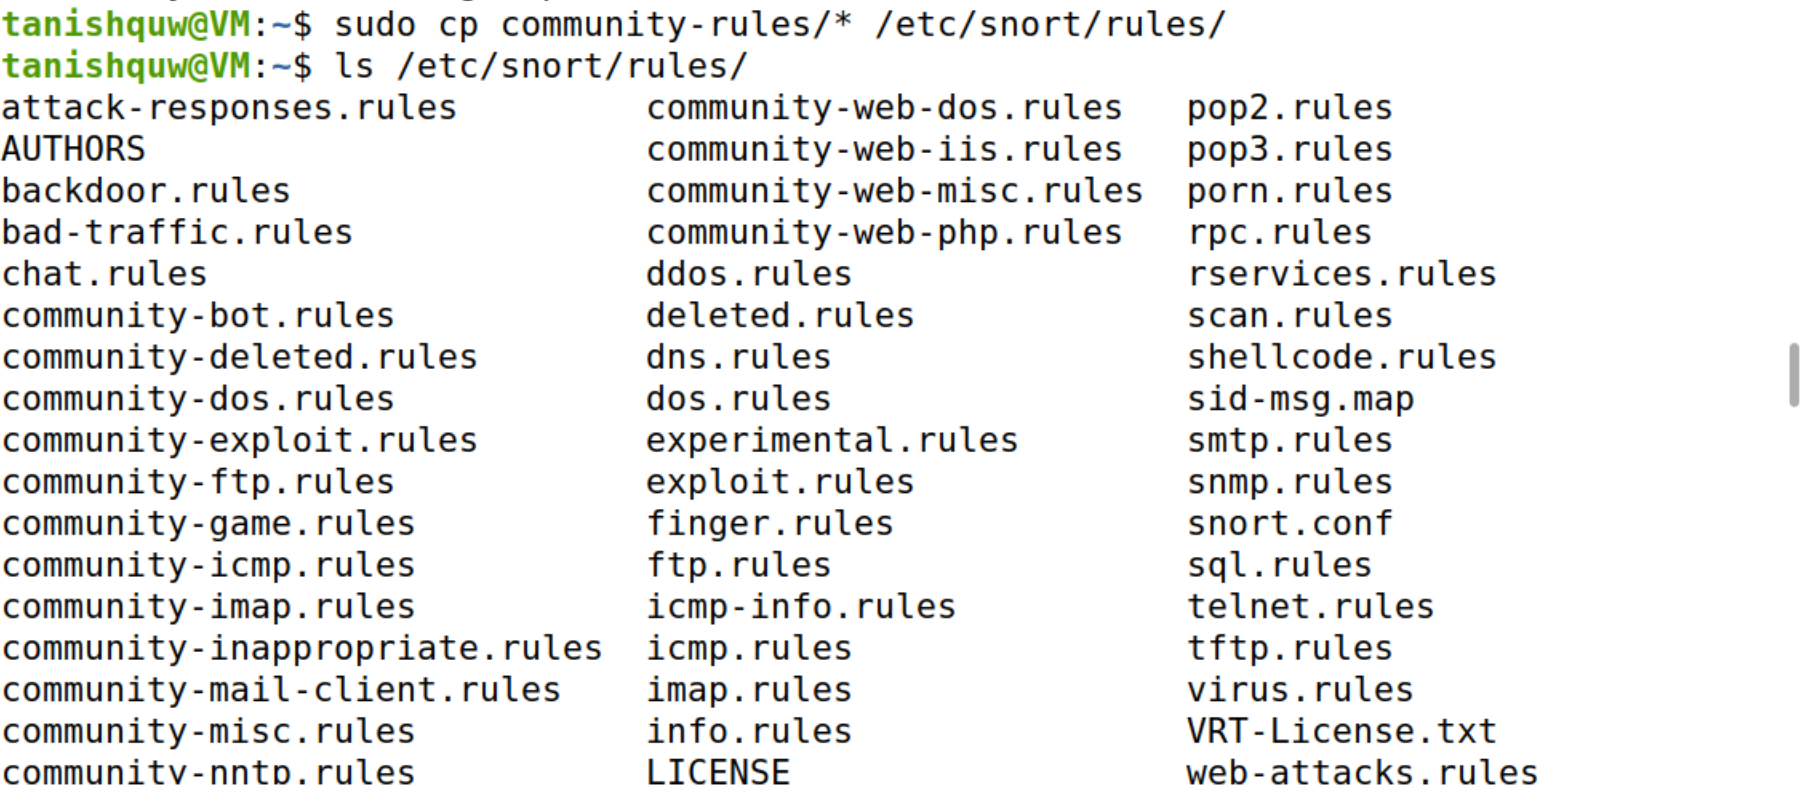 tanishquw@VM:~$ sudo cp community-rules/* /etc/snort/rules/
tanishquw@VM:~$ ls /etc/snort/rules/
attack-responses.rules community-web-dos.rules pop2.rules
AUTHORS community-web-iis.rules pop3.rules
backdoor.rules community-web-misc.rules porn.rules
bad-traffic.rules community-web-php.rules rpc.rules
chat.rules ddos.rules rservices.rules
community-bot.rules deleted.rules scan.rules
community-deleted.rules dns.rules shellcode.rules
community-dos.rules dos.rules sid-msg.map
community-exploit.rules experimental.rules smtp.rules
community-ftp.rules exploit.rules snmp.rules
community-game.rules finger.rules snort.conf
community-icmp.rules ftp.rules sql.rules
community-imap.rules icmp-info.rules telnet.rules
community-inappropriate.rules icmp.rules tftp.rules
community-mail-client.rules imap.rules virus.rules
community-misc.rules info.rules VRT-License.txt
community-nntp.rules LICENSE web-attacks.rules